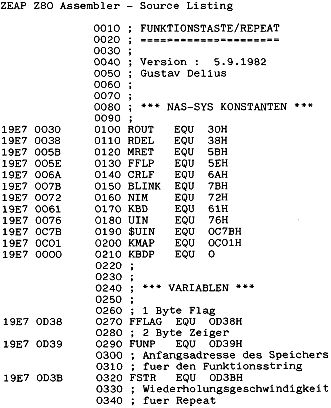 ZEAP Z80 Assembler - Source Listing
0010 ; FUNKTIONSTASTE/REPEAT
0020 ; =====================
0030 ;
0040 ; Version : 5.9.1982
0050 ; Gustav Delius
0060 ;
0070 ;
0080 ; *** NAS-SYS KONSTANTEN ***
0090 ;
19E7 0030 0100 ROUT EQU 30H
19E7 0038 0110 RDEL EQU 38H
19E7 005B 0120 MRET EQU 5BH
19E7 005E 0130 FFLP EQU 5EH
19E7 006A 0140 CRLF EQU 6AH
19E7 007B 0150 BLINK EQU 7BH
19E7 0072 0160 NIM EQU 72H
19E7 0061 0170 KBD EQU 61H
19E7 0076 0180 UIN EQU 76H
19E7 0C7B 0190 $UIN EQU 0C7BH
19E7 0C01 0200 KMAP EQU 0C01H
19E7 0000 0210 KBDP EQU 0
0220 ;
0230 ;
0240 ; *** VARIABLEN ***
0250 ;
0260 ; 1 Byte Flag
19E7 0D38 0270 FFLAG EQU 0D38H
0280 ; 2 Byte Zeiger
19E7 0D39 0290 FUNP EQU 0D39H
0300 ; Anfangsadresse des Speichers
0310 ; fuer den Funktionsstring
19E7 0D3B 0320 FSTR EQU 0D3BH
0330 ; Wiederholungsgeschwindigkeit
0340 ; fuer Repeat